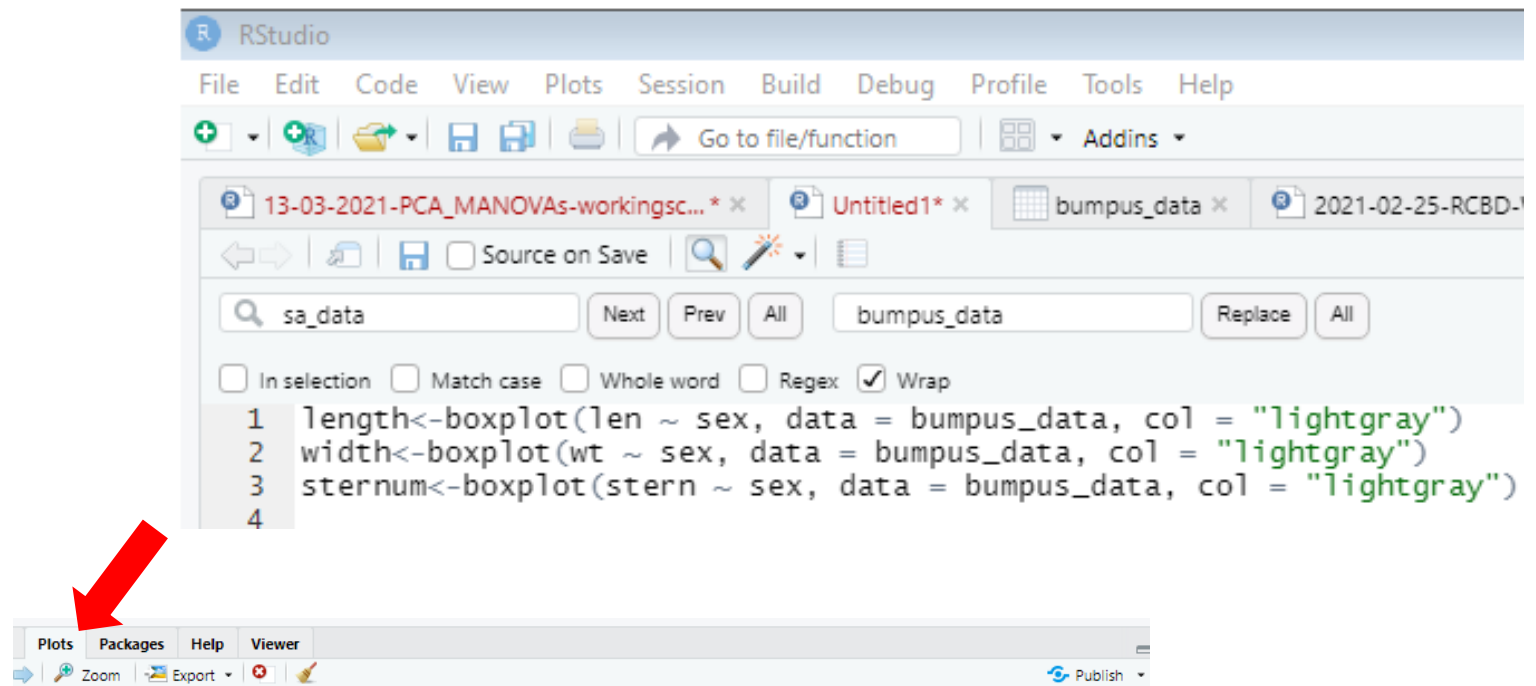 RStudio
File Edit Code View Plots Session Build Debug Profile Tools Help
Go to file/function Addins
13-03-2021-PCA_MANOVAs-workingsc...* Untitled1* bumpus_data 2021-02-25-RCBD-
Source on Save
sa_data Next Prev All bumpus_data Replace All
In selection Match case Whole word Regex Wrap
1 length<-boxplot(len ~ sex, data = bumpus_data, col = "lightgray")
2 width<-boxplot(wt ~ sex, data = bumpus_data, col = "lightgray")
3 sternum<-boxplot(stern ~ sex, data = bumpus_data, col = "lightgray")
4
Plots Packages Help Viewer
Zoom Export Publish